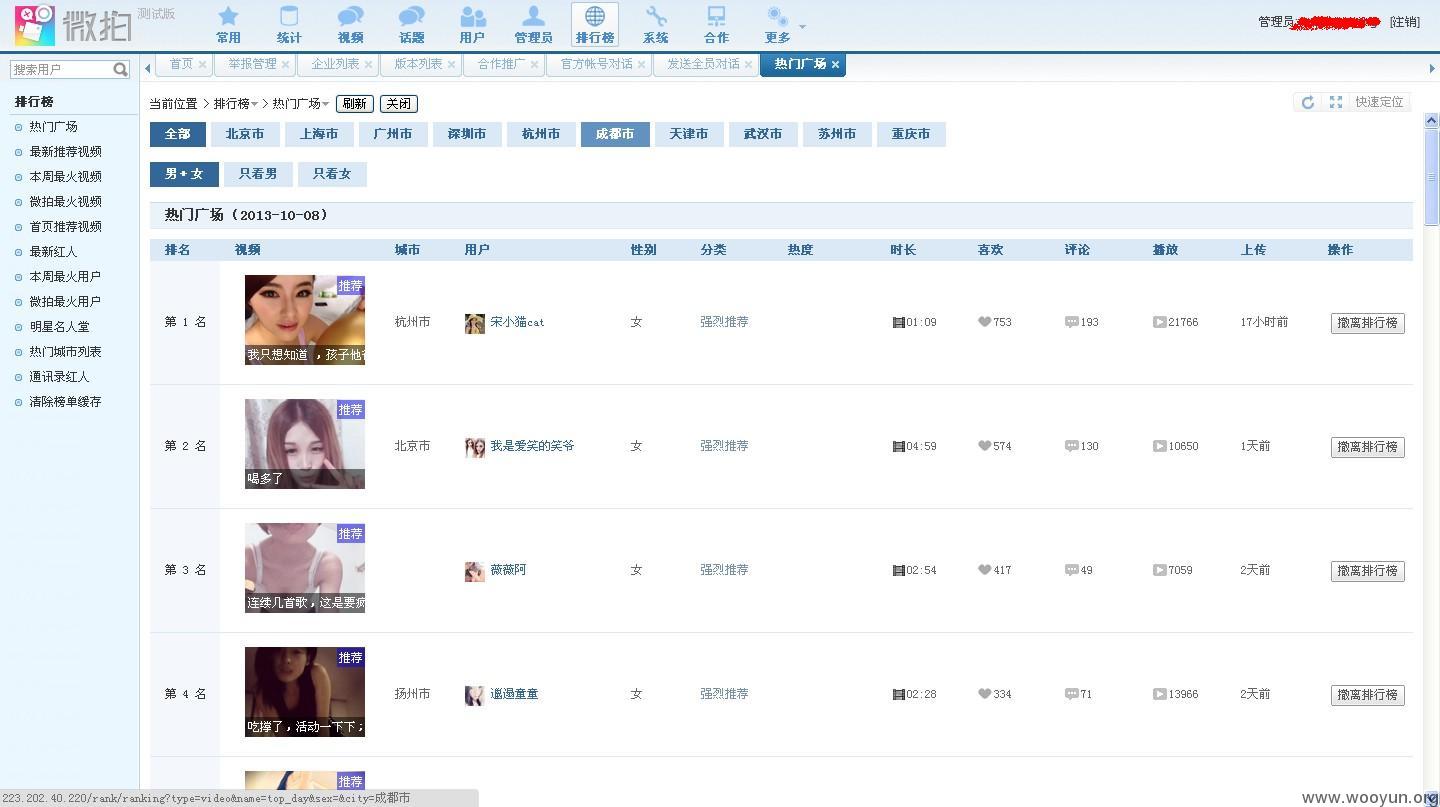 微拍 测试版
常用 统计 视频 话题 用户 管理员 排行榜 系统 合作 更多
管理员 [注销]
搜索用户
首页 举报管理 企业列表 版本列表 合作推广 官方帐号对话 发送全员对话 热门广场
排行榜
热门广场
最新推荐视频
本周最火视频
微拍最火视频
首页推荐视频
最新红人
本周最火用户
微拍最火用户
明星名人堂
热门城市列表
通讯录红人
清除榜单缓存
当前位置 > 排行榜 > 热门广场 刷新 关闭
快速定位
全部 北京市 上海市 广州市 深圳市 杭州市 成都市 天津市 武汉市 苏州市 重庆市
男+女 只看男 只看女
热门广场（2013-10-08）
排名 视频 城市 用户 性别 分类 热度 时长 喜欢 评论 播放 上传 操作
推荐
第 1 名 杭州市 宋小猫cat 女 强烈推荐 01:09 753 193 21766 17小时前 撤离排行榜
我只想知道 ，孩子他
推荐
第 2 名 北京市 我是爱笑的笑爷 女 强烈推荐 04:59 574 130 10650 1天前 撤离排行榜
喝多了
推荐
第 3 名 薇薇阿 女 强烈推荐 02:54 417 49 7059 2天前 撤离排行榜
连续几首歌，这是要疯
推荐
第 4 名 扬州市 邋遢童童 女 强烈推荐 02:28 334 71 13966 2天前 撤离排行榜
吃撑了，活动一下下；
推荐
223.202.40.220/rank/ranking?type=video&name=top_day&sex=&city=成都市
www.wooyun.org